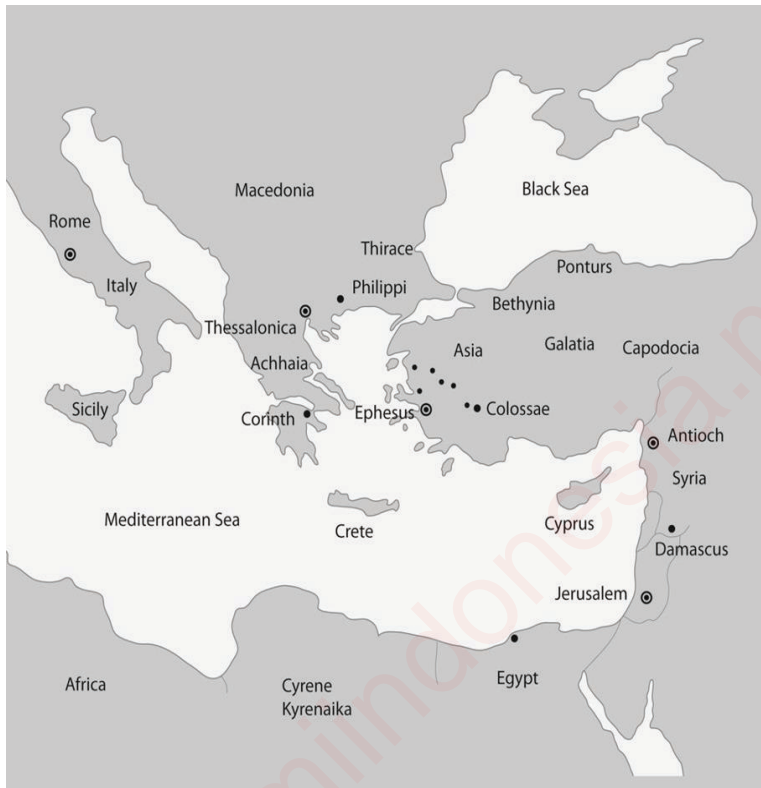 Macedonia
Black Sea
Rome
Thirace
Ponturs
Italy
Philippi
Bethynia
Thessalonica
Asia
Galatia
Capodocia
Achhaia
Sicily
Corinth
Ephesus
Colossae
Antioch
Syria
Mediterranean Sea
Crete
Cyprus
Damascus
Jerusalem
Africa
Cyrene
Kyrenaika
Egypt
miindonesia.